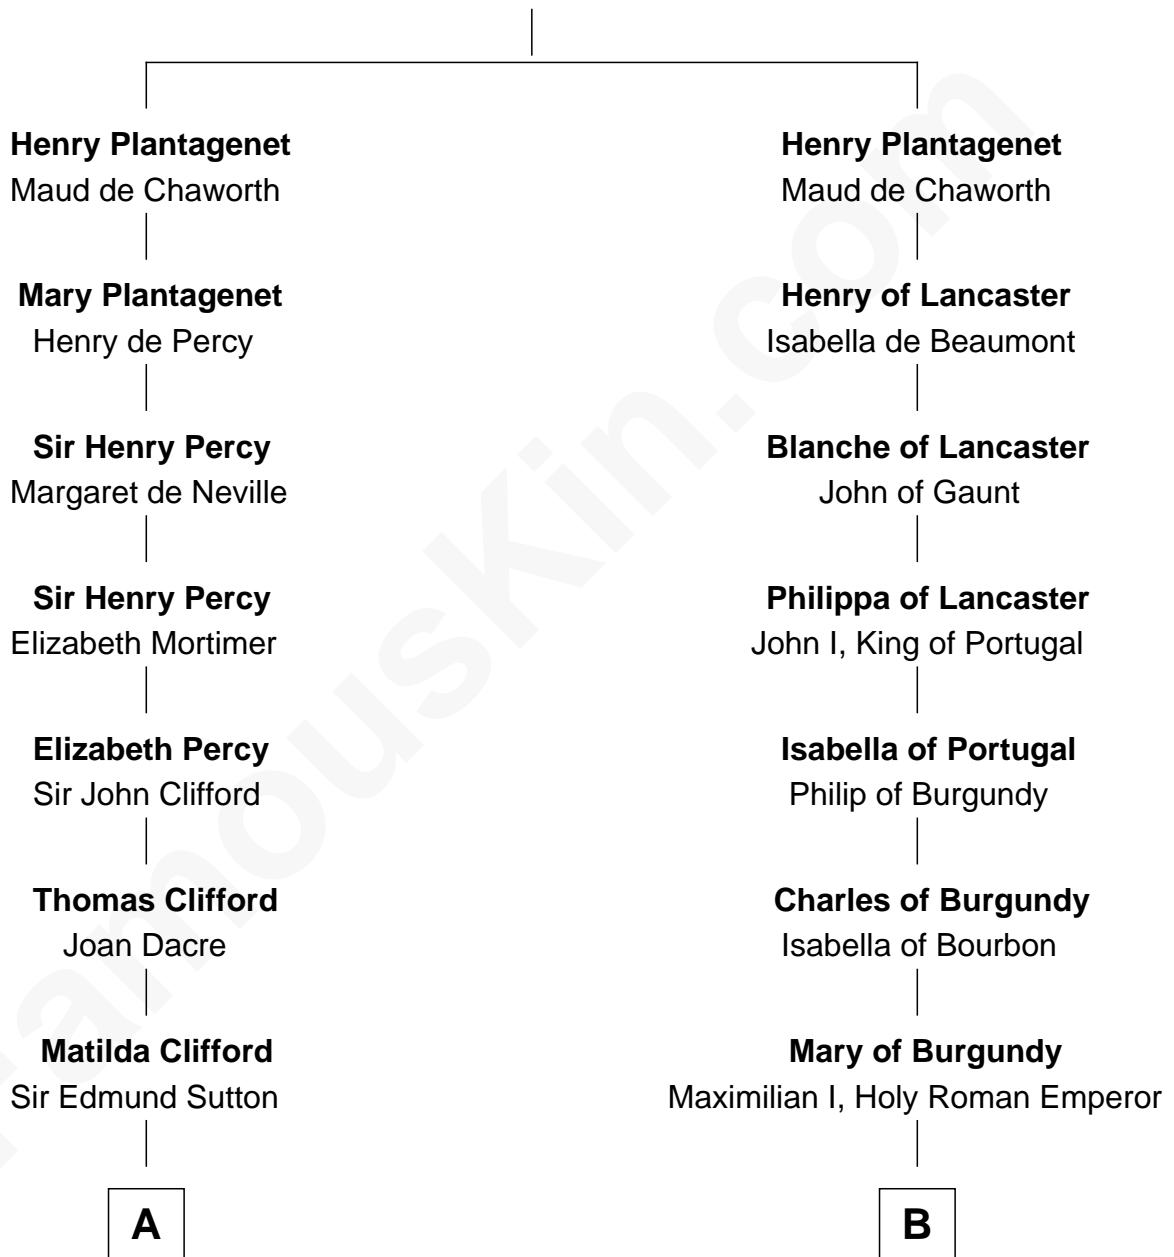 Henry Plantagenet
Maud de Chaworth
Mary Plantagenet
Henry de Percy
Sir Henry Percy
Margaret de Neville
Sir Henry Percy
Elizabeth Mortimer
Elizabeth Percy
Sir John Clifford
Thomas Clifford
Joan Dacre
Matilda Clifford
Sir Edmund Sutton
A
Henry Plantagenet
Maud de Chaworth
Henry of Lancaster
Isabella de Beaumont
Blanche of Lancaster
John of Gaunt
Philippa of Lancaster
John I, King of Portugal
Isabella of Portugal
Philip of Burgundy
Charles of Burgundy
Isabella of Bourbon
Mary of Burgundy
Maximilian I, Holy Roman Emperor
B
FamousKin.com